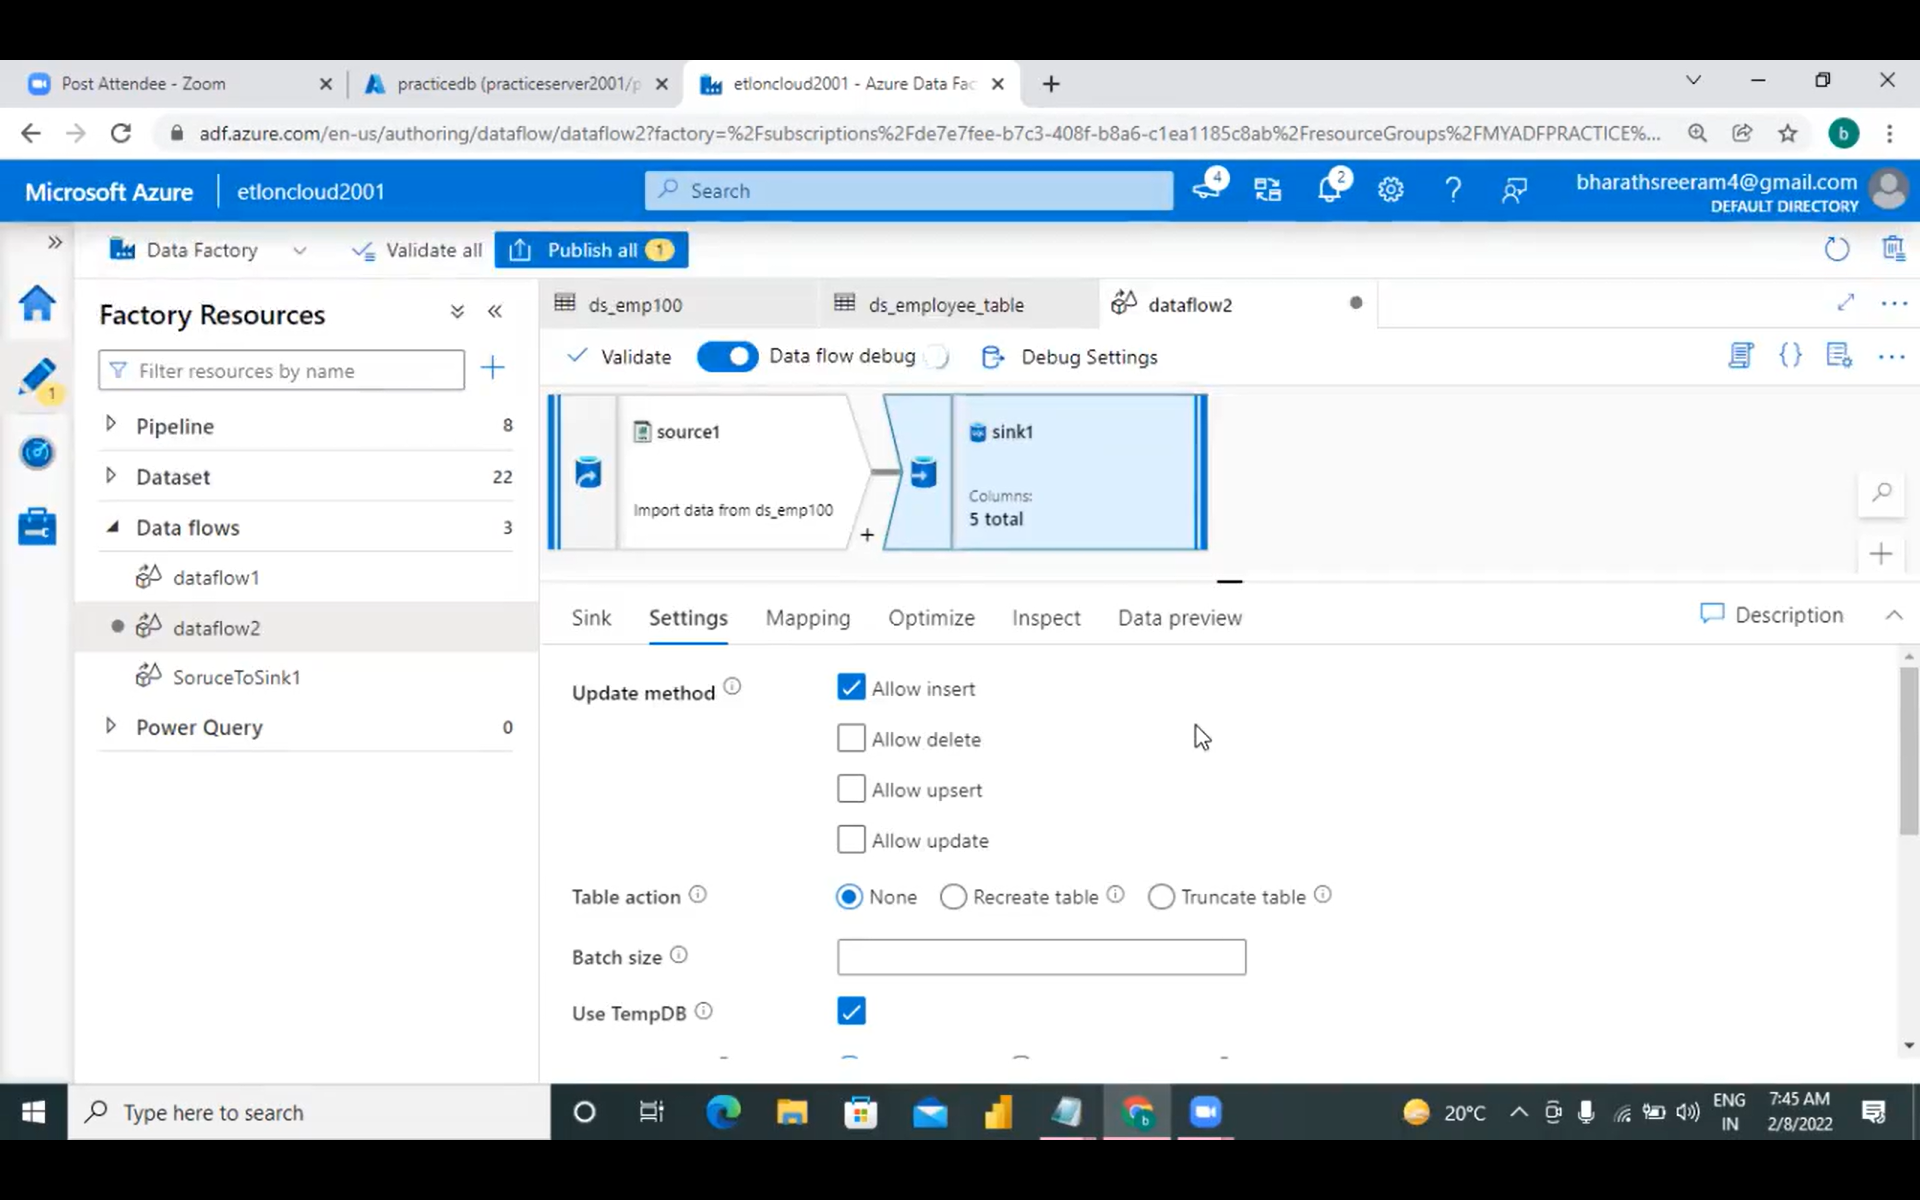 Post Attendee - Zoom
practicedb (practiceserver2001/p
etloncloud2001 - Azure Data Fac
adf.azure.com/en-us/authoring/dataflow/dataflow2?factory=%2Fsubscriptions%2Fde7e7fee-b7c3-408f-b8a6-c1ea1185c8ab%2FresourceGroups%2FMYADFPRACTICE%...
b
Microsoft Azure
etloncloud2001
Search
4
2
bharathsreeram4@gmail.com
DEFAULT DIRECTORY
Data Factory
Validate all
Publish all 1
Factory Resources
Filter resources by name
1
Pipeline 8
Dataset 22
Data flows 3
dataflow1
dataflow2
SoruceToSink1
Power Query 0
ds_emp100
ds_employee_table
dataflow2
Validate
Data flow debug
Debug Settings
source1
Import data from ds_emp100
sink1
Columns:
5 total
Sink
Settings
Mapping
Optimize
Inspect
Data preview
Description
Update method
Allow insert
Allow delete
Allow upsert
Allow update
Table action
None
Recreate table
Truncate table
Batch size
Use TempDB
Type here to search
20°C
ENG
IN
7:45 AM
2/8/2022